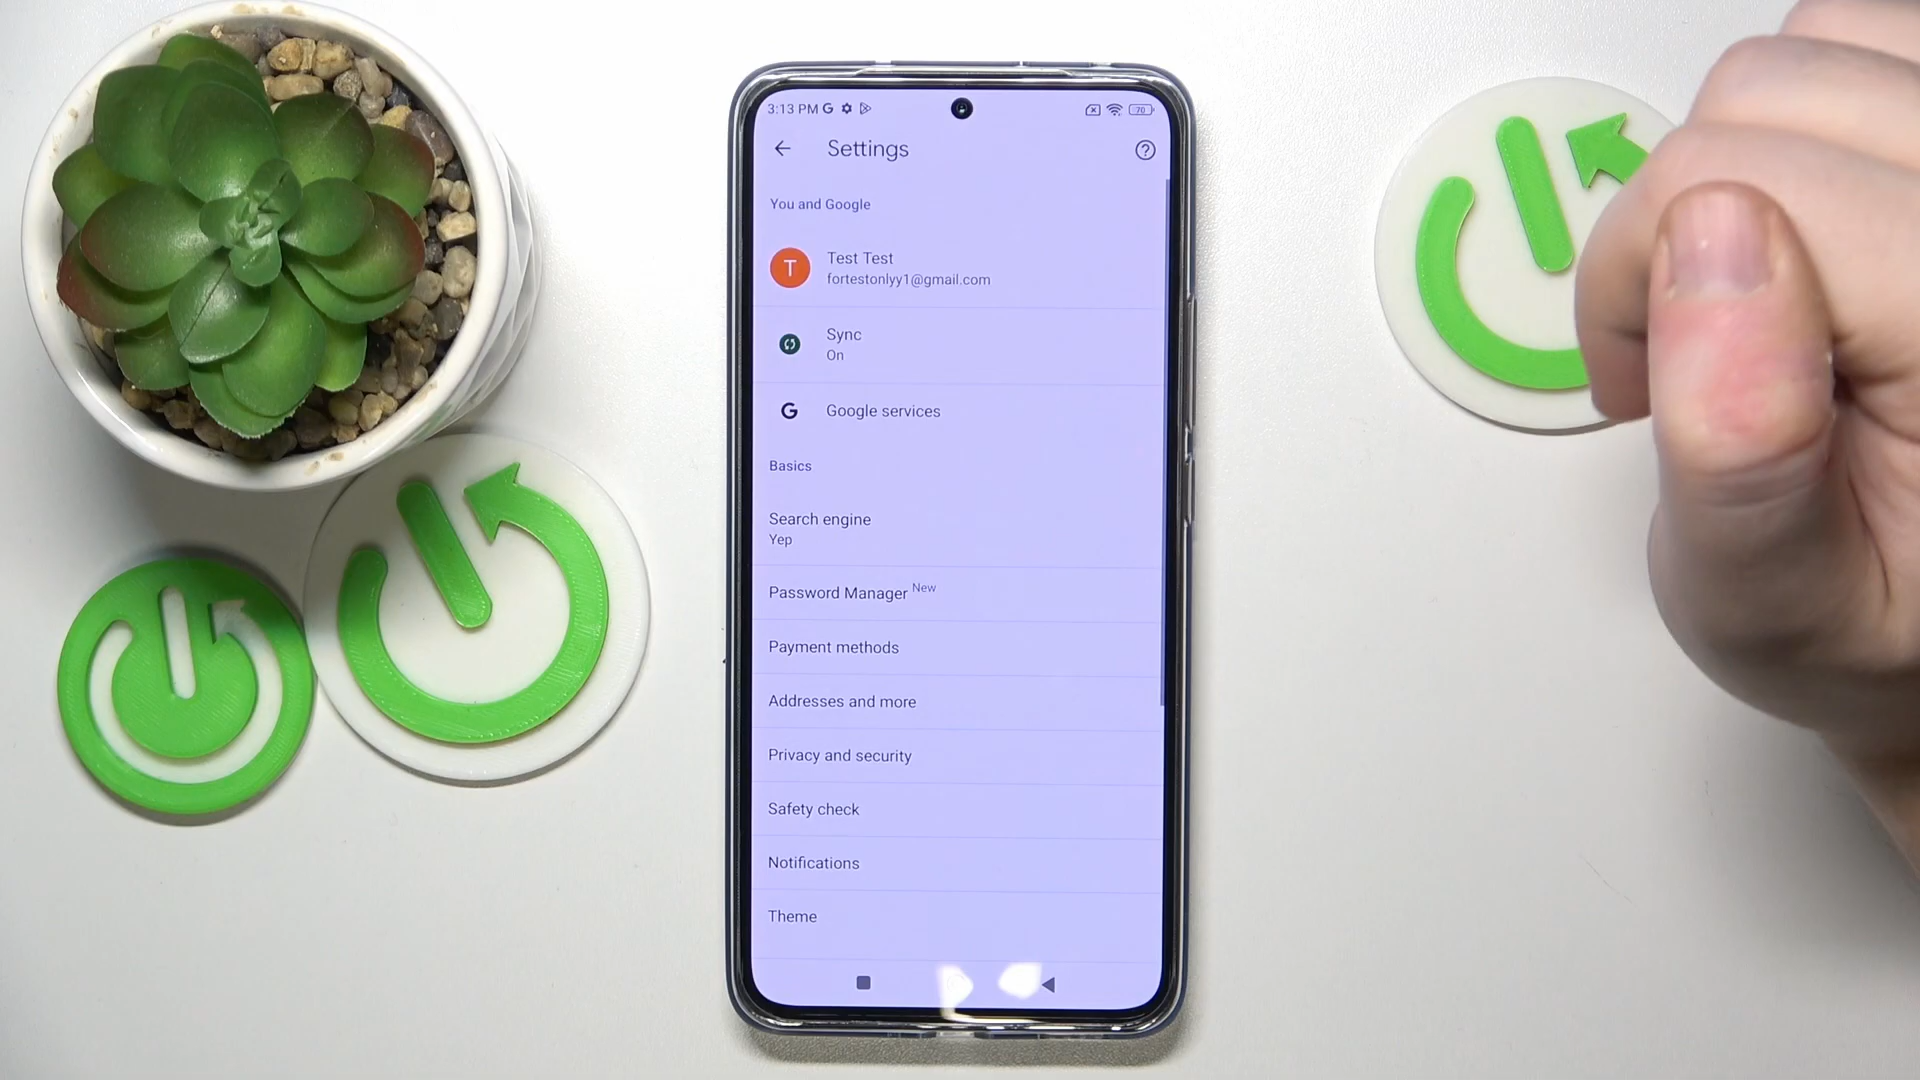 3:13 PM G
70
Settings
You and Google
T
Test Test
fortestonlyy1@gmail.com
Sync
On
G
Google services
Basics
Search engine
Yep
Password Manager New
Payment methods
Addresses and more
Privacy and security
Safety check
Notifications
Theme